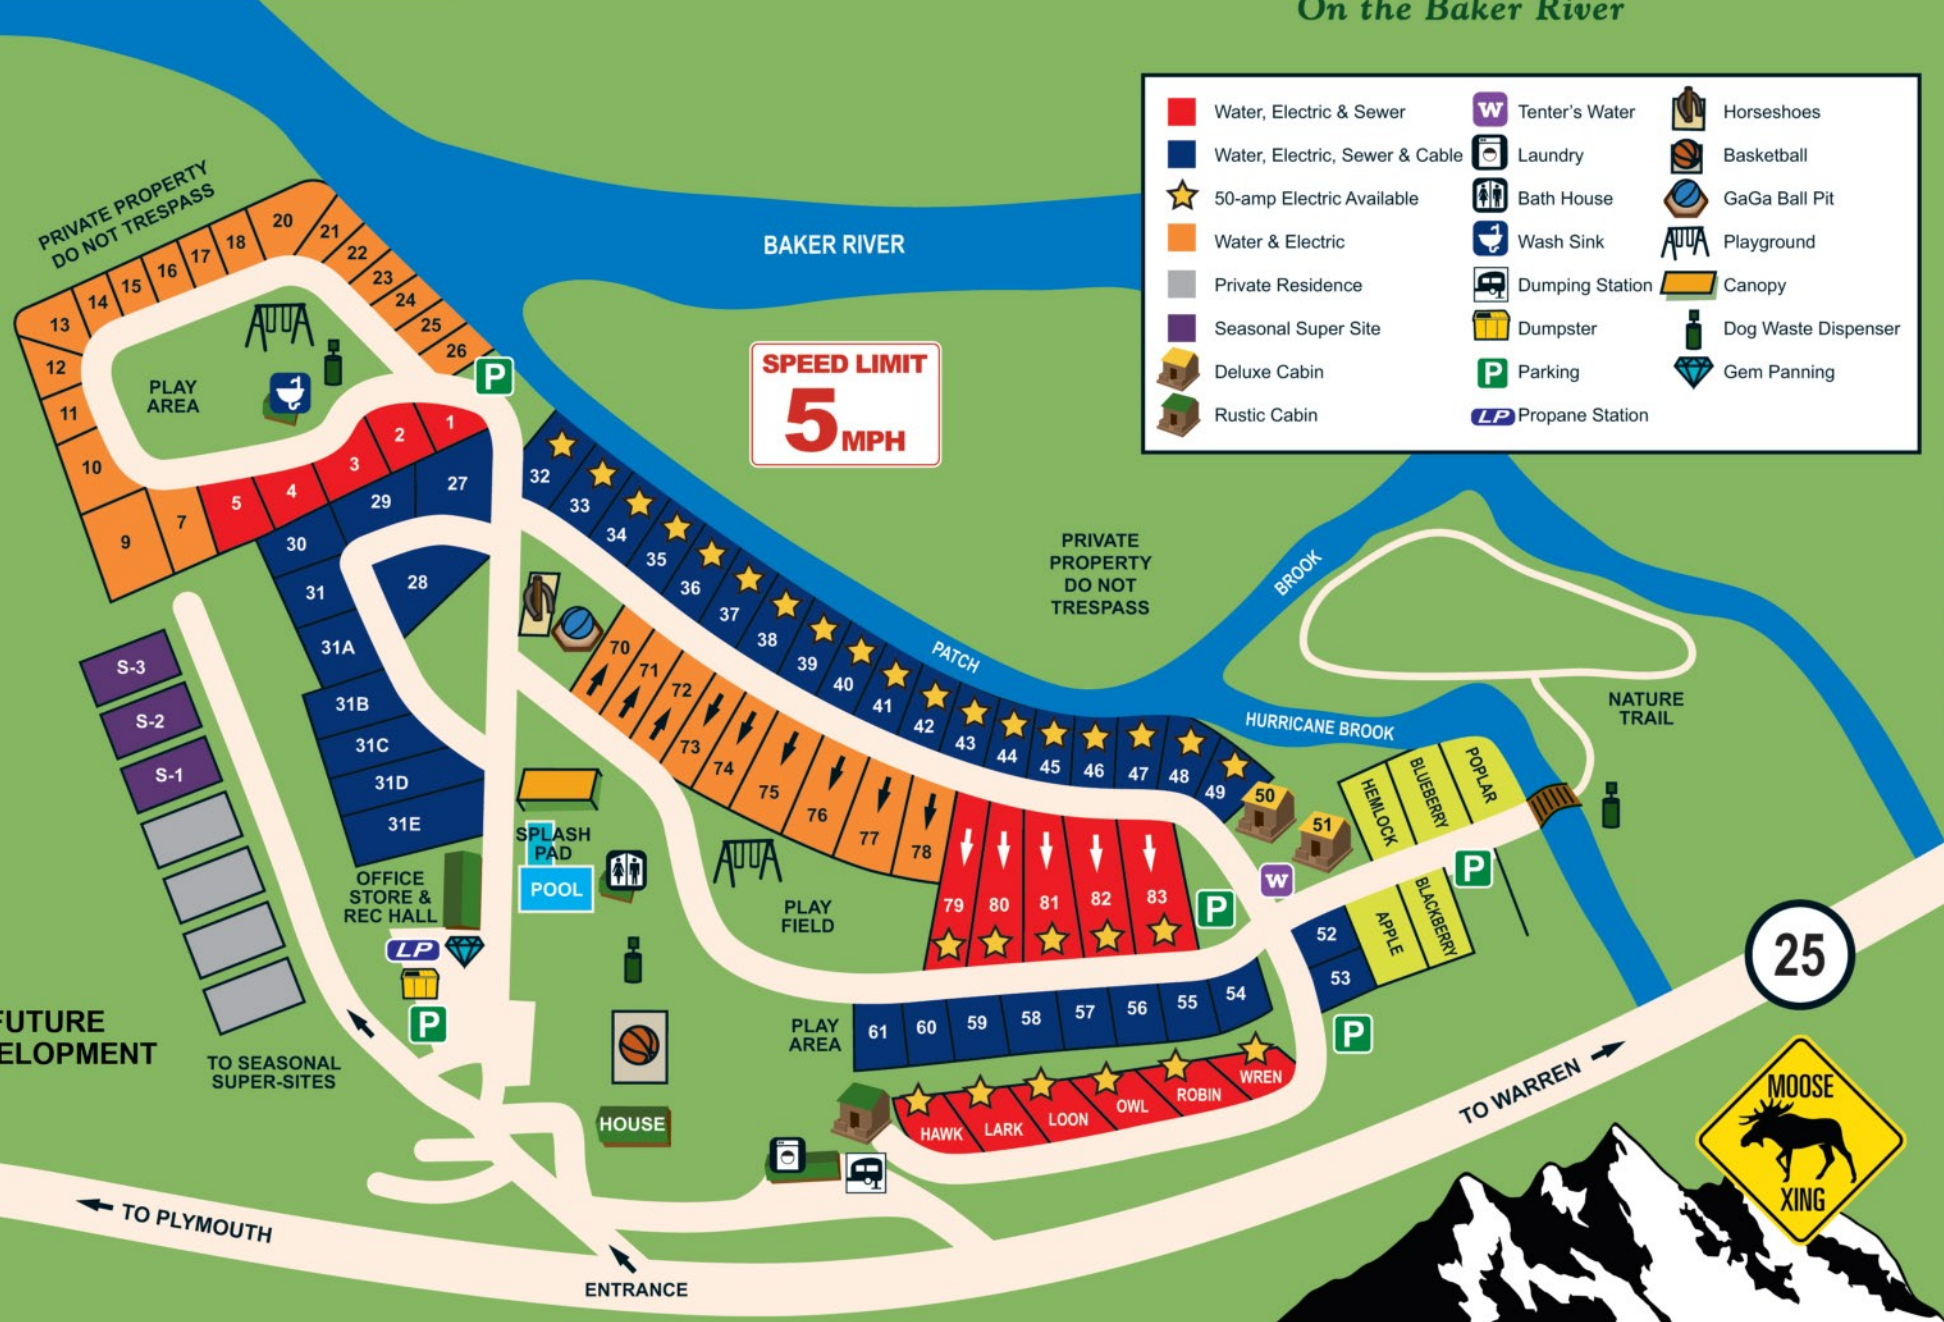 On the Baker River
Water, Electric & Sewer
Water, Electric, Sewer & Cable
50-amp Electric Available
Water & Electric
Private Residence
Seasonal Super Site
Deluxe Cabin
Rustic Cabin
W Tenter's Water
Laundry
Bath House
Wash Sink
Dumping Station
Dumpster
P Parking
LP Propane Station
Horseshoes
Basketball
GaGa Ball Pit
Playground
Canopy
Dog Waste Dispenser
Gem Panning
PRIVATE PROPERTY
DO NOT TRESPASS
BAKER RIVER
SPEED LIMIT
5 MPH
20
21
22
23
24
25
26
18
17
16
15
14
13
12
11
10
9
7
5
4
3
2
1
P
PLAY
AREA
27
29
30
28
31
31A
31B
31C
31D
31E
32
33
34
35
36
37
38
39
40
41
42
43
44
45
46
47
48
49
50
51
PATCH
BROOK
HURRICANE BROOK
PRIVATE
PROPERTY
DO NOT
TRESPASS
NATURE
TRAIL
S-3
S-2
S-1
70
71
72
73
74
75
76
77
78
79
80
81
82
83
P
W
HEMLOCK
BLUEBERRY
POPLAR
P
APPLE
BLACKBERRY
52
53
P
SPLASH
PAD
POOL
OFFICE
STORE &
REC HALL
LP
P
PLAY
FIELD
PLAY
AREA
61
60
59
58
57
56
55
54
HAWK
LARK
LOON
OWL
ROBIN
WREN
HOUSE
FUTURE
ELOPMENT
TO SEASONAL
SUPER-SITES
TO PLYMOUTH
ENTRANCE
TO WARREN
25
MOOSE
XING